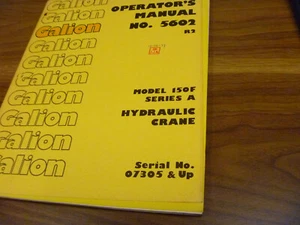 Galion
Galion
Galion
Galion
Galion
Galion
Galion
Galion
Galion
OPERATOR'S
MANUAL
NO. 5602
R2
MODEL 150F
SERIES A
HYDRAULIC
CRANE
Serial No.
07305 & Up